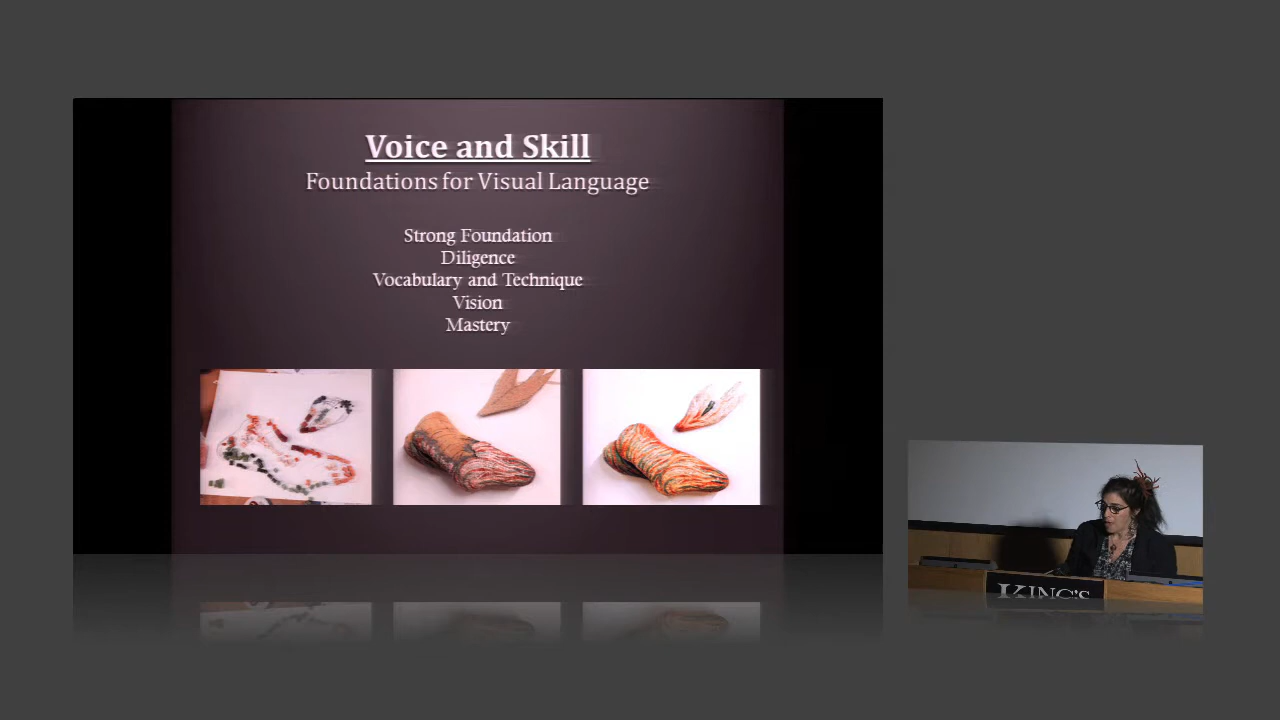 Voice and Skill
Foundations for Visual Language
Strong Foundation
Diligence
Vocabulary and Technique
Vision
Mastery
KING'S